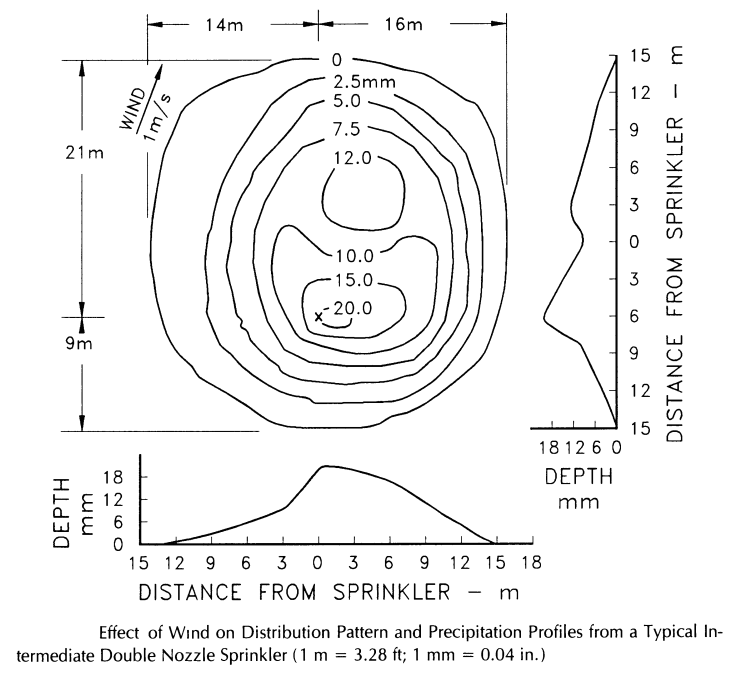 14m
16m
0
2.5mm
5.0
7.5
12.0
10.0
15.0
20.0
x
WIND
1m/s
21m
9m
15
12
9
6
3
0
3
6
9
12
15
DISTANCE FROM SPRINKLER – m
18 12 6 0
DEPTH
mm
18
12
6
0
DEPTH
mm
15 12 9 6 3 0 3 6 9 12 15 18
DISTANCE FROM SPRINKLER – m
Effect of Wind on Distribution Pattern and Precipitation Profiles from a Typical In-
termediate Double Nozzle Sprinkler (1 m = 3.28 ft; 1 mm = 0.04 in.)